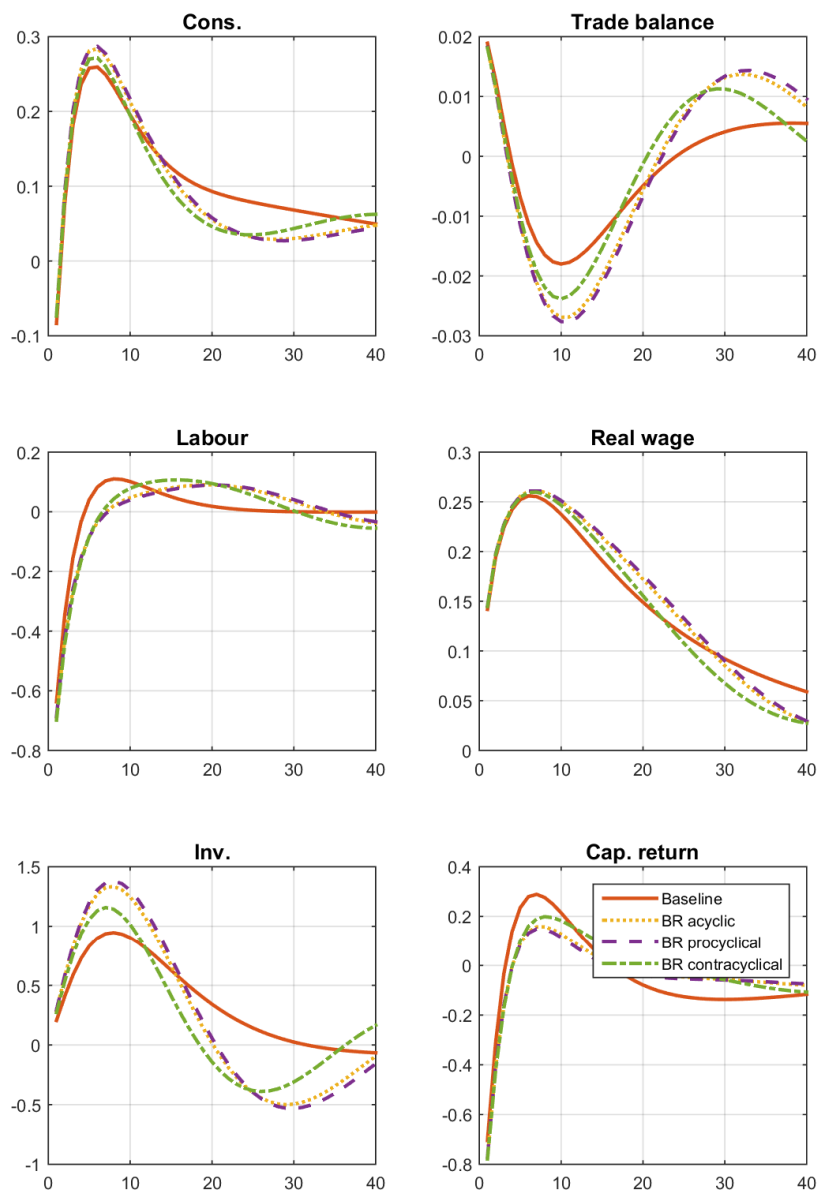 Cons.
0.3
0.2
0.1
0
-0.1
0 10 20 30 40
Trade balance
0.02
0.01
0
-0.01
-0.02
-0.03
0 10 20 30 40
Labour
0.2
0
-0.2
-0.4
-0.6
-0.8
0 10 20 30 40
Real wage
0.3
0.25
0.2
0.15
0.1
0.05
0
0 10 20 30 40
Inv.
1.5
1
0.5
0
-0.5
-1
0 10 20 30 40
Cap. return
0.4
0.2
0
-0.2
-0.4
-0.6
-0.8
0 10 20 30 40
Baseline
BR acyclic
BR procyclical
BR contracyclical